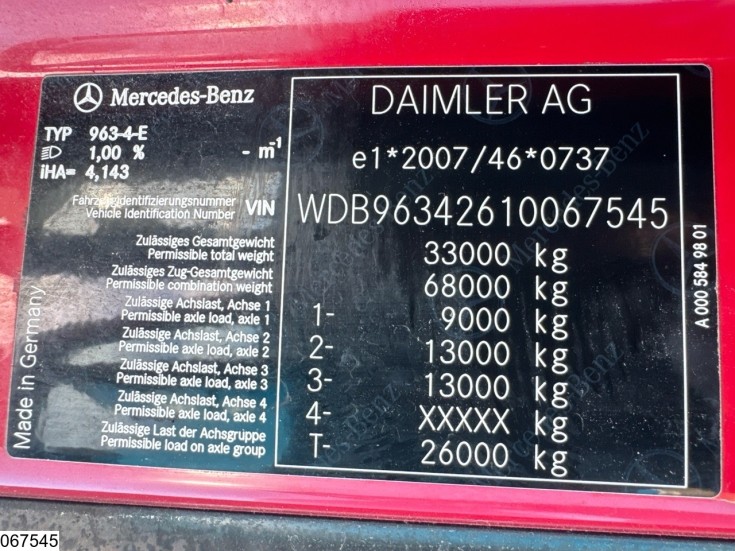 Mercedes-Benz
TYP 963-4-E
1,00 % - m-1
iHA= 4,143
DAIMLER AG
e1*2007/46*0737
Fahrzeugidentifizierungsnummer
Vehicle Identification Number VIN WDB96342610067545
Zulässiges Gesamtgewicht
Permissible total weight 33000 kg
Zulässiges Zug-Gesamtgewicht
Permissible combination weight 68000 kg
Zulässige Achslast, Achse 1
Permissible axle load, axle 1 1- 9000 kg
Zulässige Achslast, Achse 2
Permissible axle load, axle 2 2- 13000 kg
Zulässige Achslast, Achse 3
Permissible axle load, axle 3 3- 13000 kg
Zulässige Achslast, Achse 4
Permissible axle load, axle 4 4- XXXXX kg
Zulässige Last der Achsgruppe
Permissible load on axle group T- 26000 kg
Made In Germany
A 000 584 98 01
067545